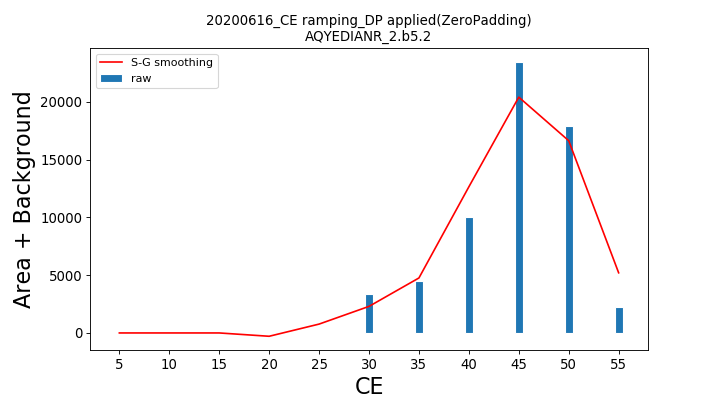 20200616_CE ramping_DP applied(ZeroPadding)
AQYEDIANR_2.b5.2
S-G smoothing
raw
Area + Background
20000
15000
10000
5000
0
5 10 15 20 25 30 35 40 45 50 55
CE